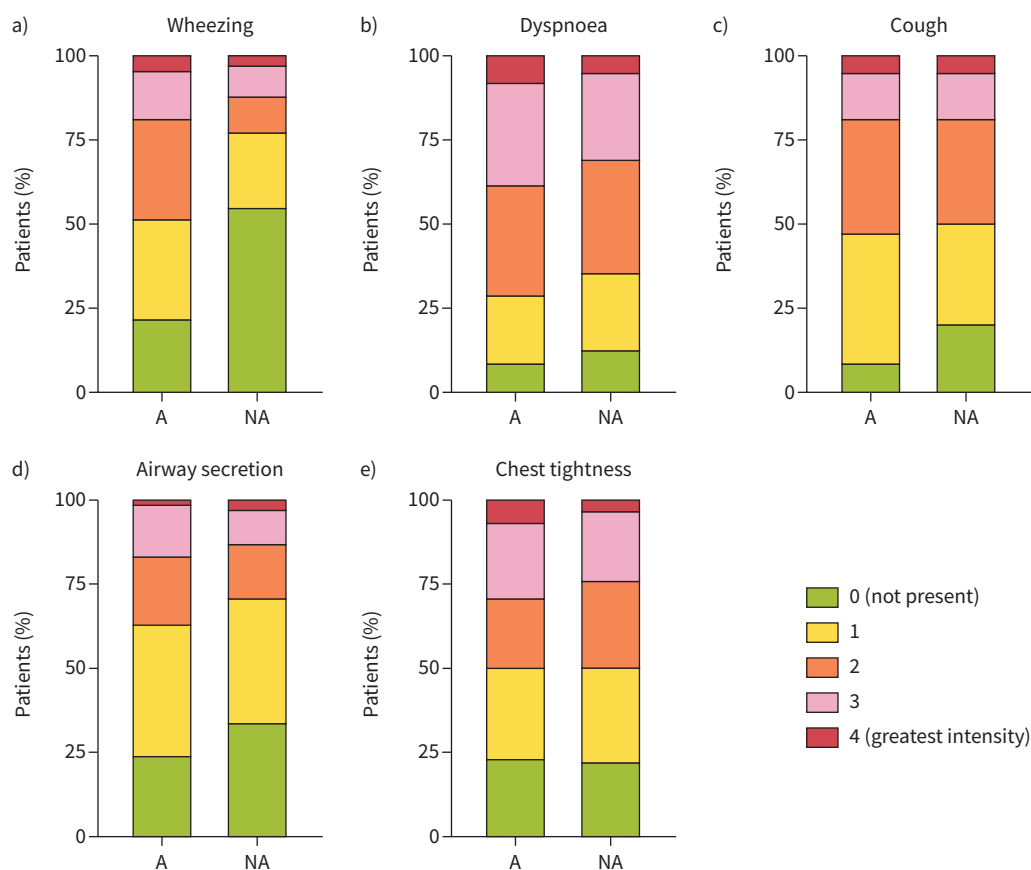 a) Wheezing
100
75
50
25
0
Patients (%)
A NA
b) Dyspnoea
100
75
50
25
0
Patients (%)
A NA
c) Cough
100
75
50
25
0
Patients (%)
A NA
d) Airway secretion
100
75
50
25
0
Patients (%)
A NA
e) Chest tightness
100
75
50
25
0
Patients (%)
A NA
0 (not present)
1
2
3
4 (greatest intensity)